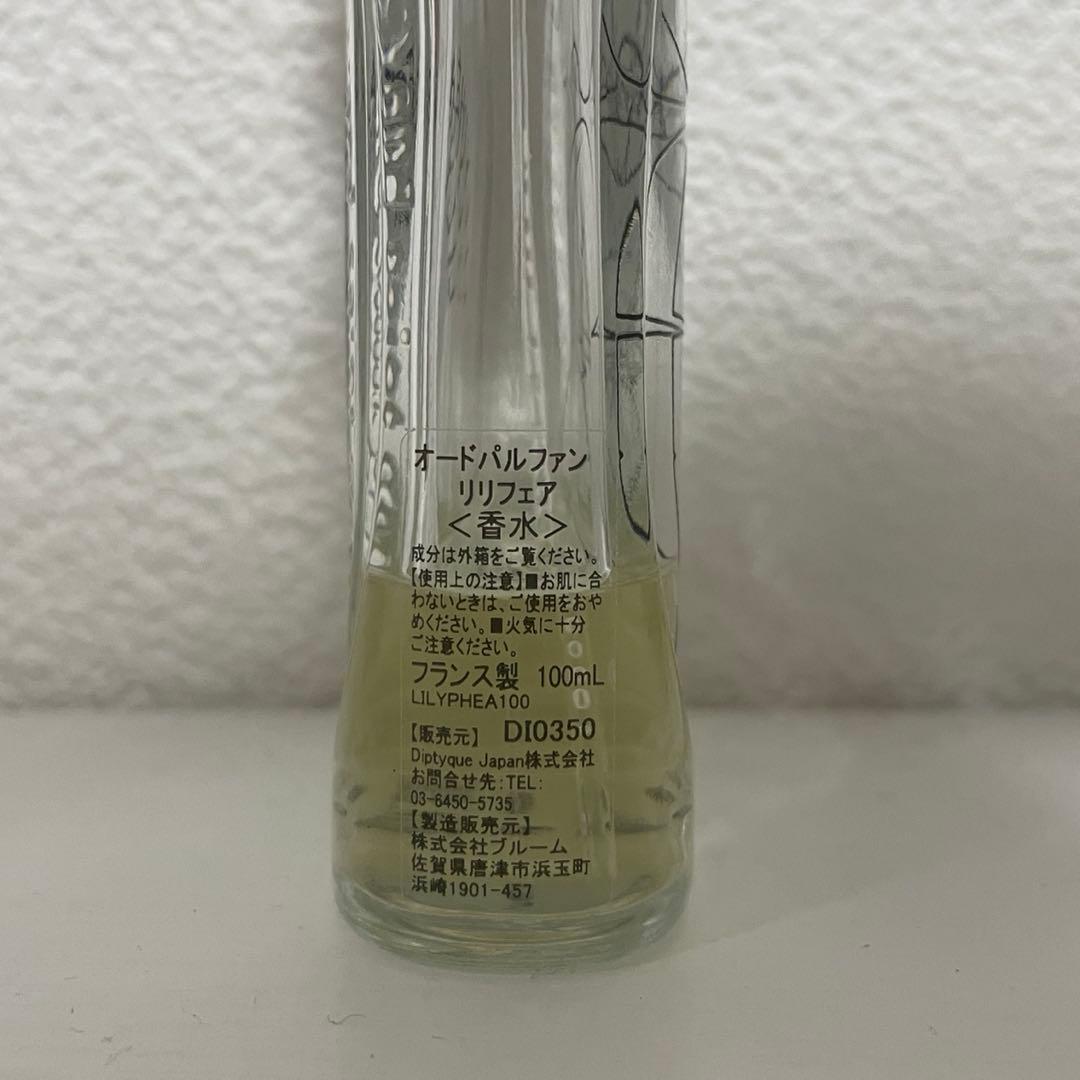 オードパルファン
リリフェア
＜香水＞
成分は外箱をご覧ください。
【使用上の注意】■お肌に合
わないときは、ご使用をおや
めください。■火気に十分
ご注意ください。
フランス製 100mL
LILYPHEA100
【販売元】 DI0350
Diptyque Japan株式会社
お問合せ先:TEL:
03-6450-5735
【製造販売元】
株式会社ブルーム
佐賀県唐津市浜玉町
浜崎1901-457